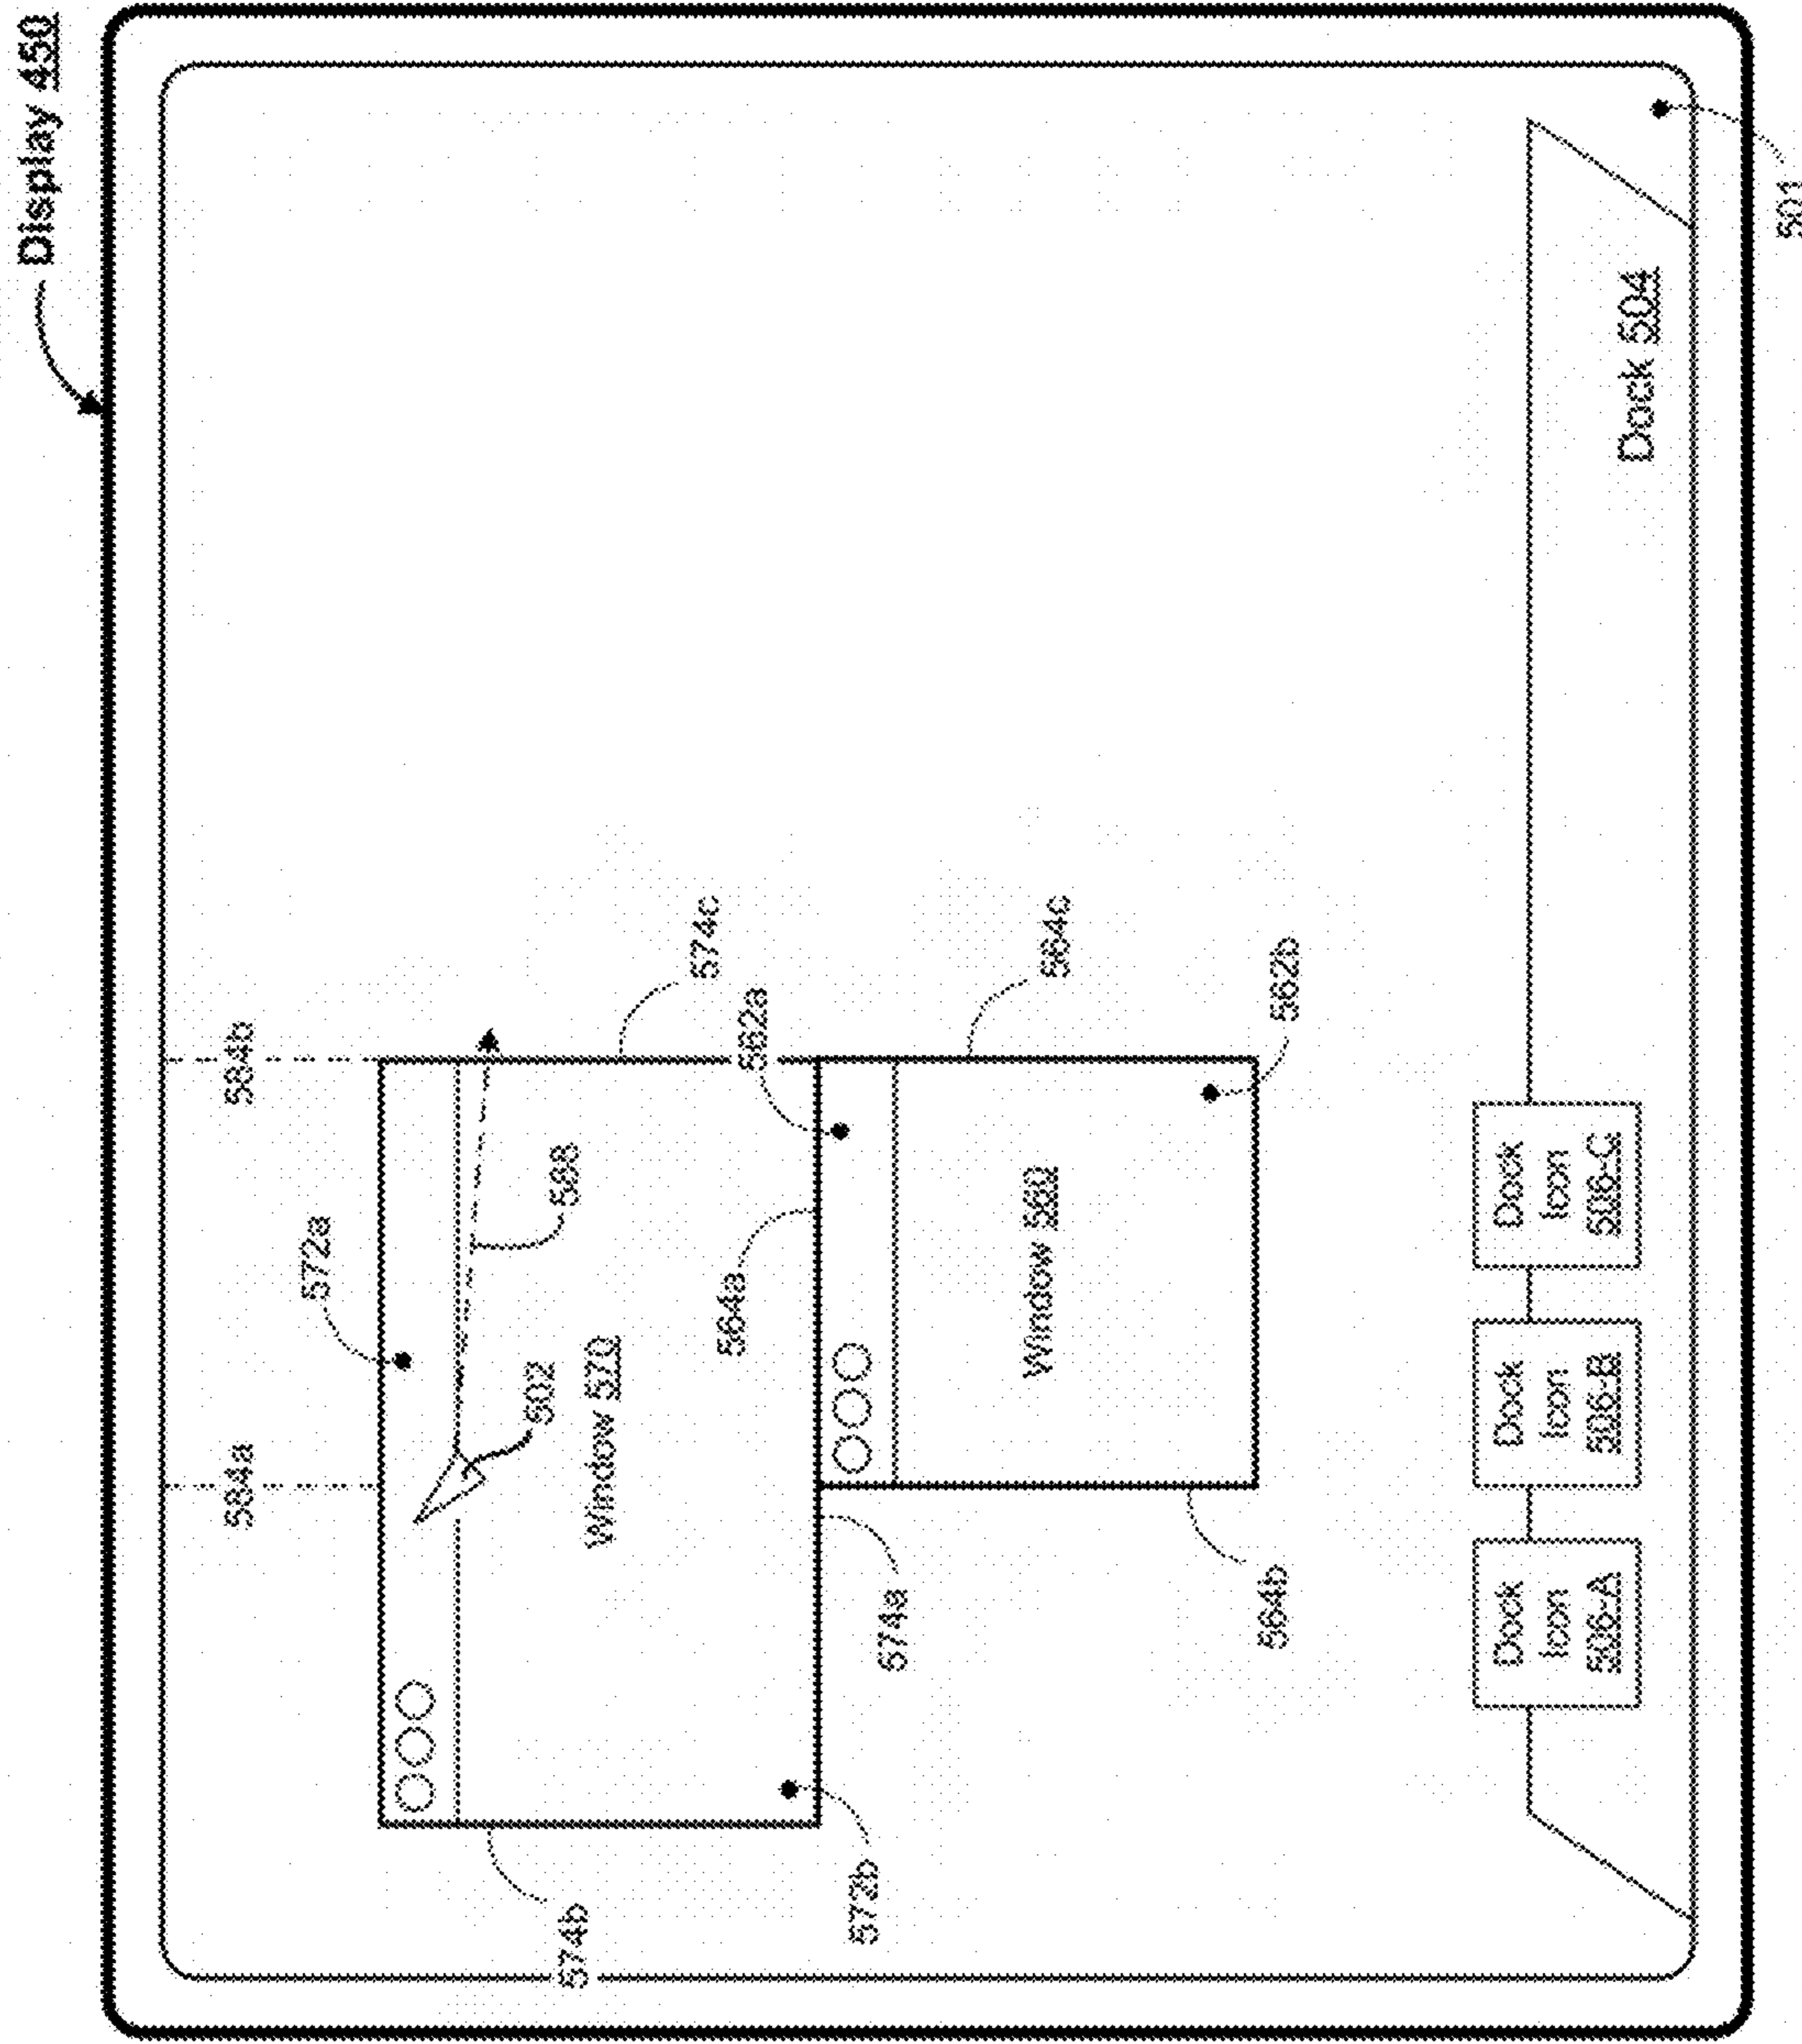 Display 450
584a
584b
572a
588
502
Window 570
574b
574c
562a
564a
572b
574a
Window 560
564c
564b
562b
Dock
Icon
506-A
Dock
Icon
506-B
Dock
Icon
506-C
Dock 504
501